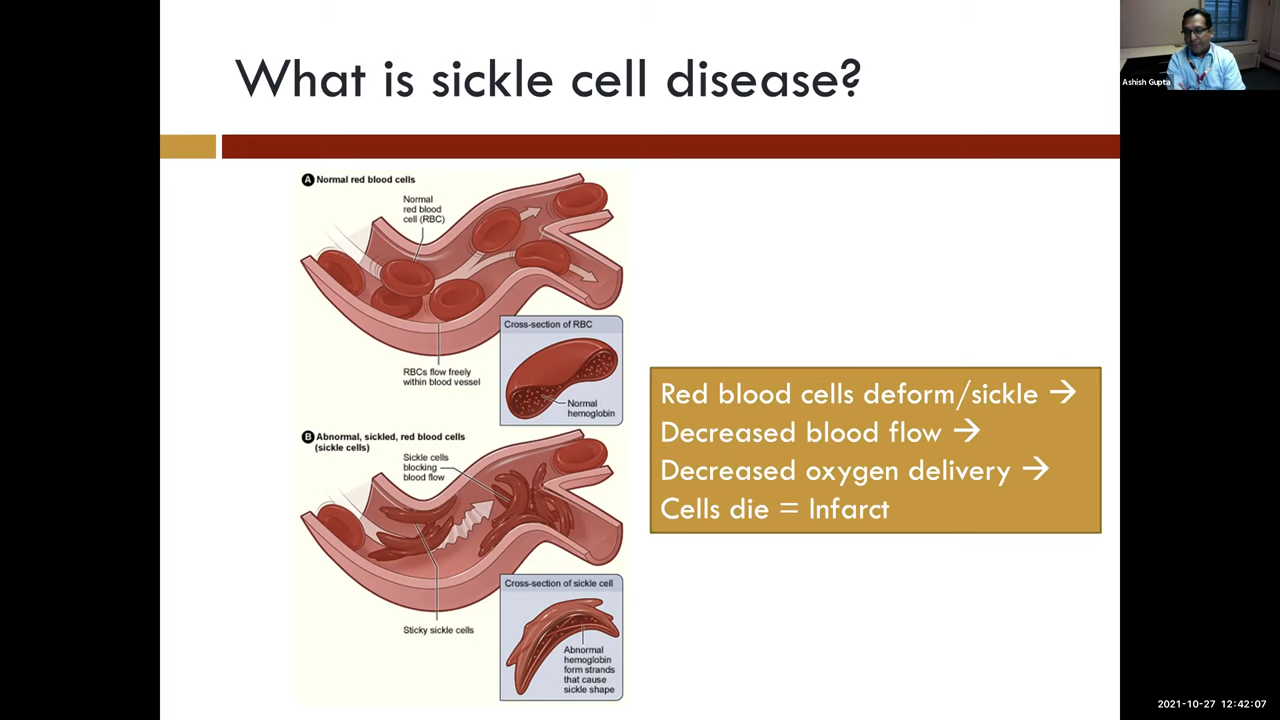 What is sickle cell disease?
Ashish Gupta
A Normal red blood cells
Normal
red blood
cell (RBC)
Cross-section of RBC
RBCs flow freely
within blood vessel
Normal
hemoglobin
B Abnormal, sickled, red blood cells
(sickle cells)
Sickle cells
blocking
blood flow
Cross-section of sickle cell
Sticky sickle cells
Abnormal
hemoglobin
form strands
that cause
sickle shape
Red blood cells deform/sickle →
Decreased blood flow →
Decreased oxygen delivery →
Cells die = Infarct
2021-10-27 12:42:07